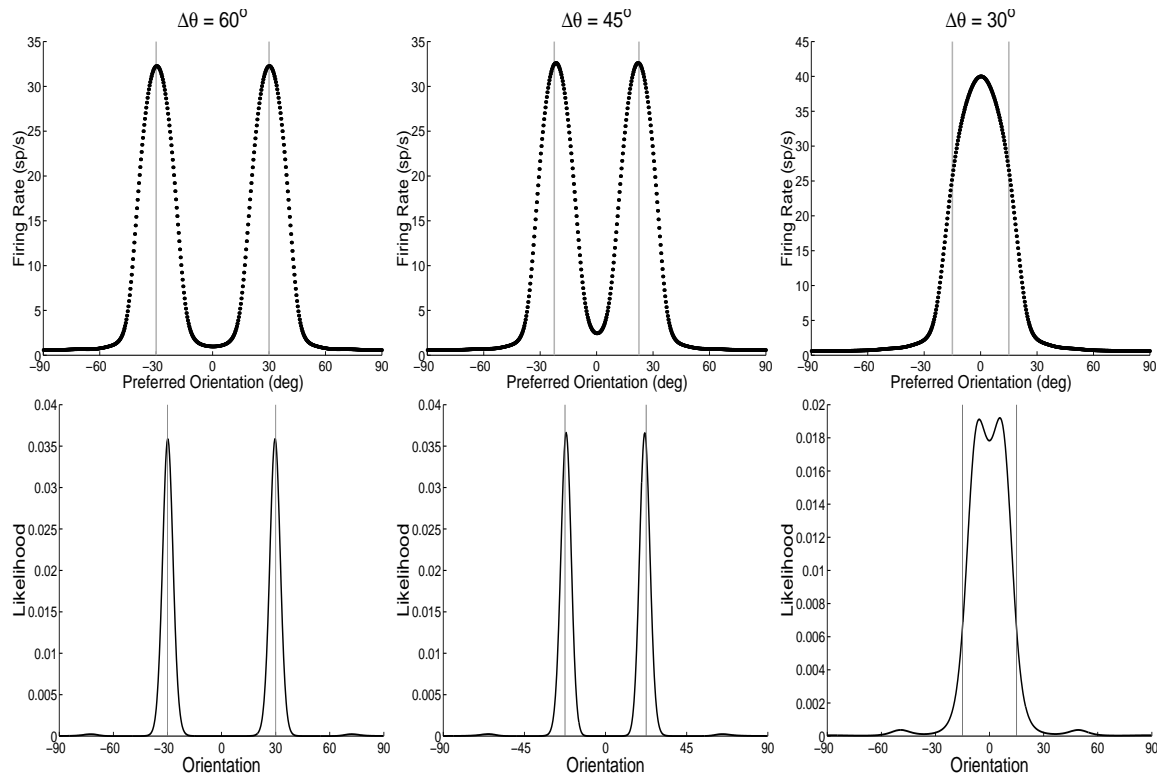 Δθ = 60° Δθ = 45° Δθ = 30°
Firing Rate (sp/s)
35
30
25
20
15
10
5
0
−90 −60 −30 0 30 60 90
Preferred Orientation (deg)
Firing Rate (sp/s)
35
30
25
20
15
10
5
0
−90 −60 −30 0 30 60 90
Preferred Orientation (deg)
Firing Rate (sp/s)
45
40
35
30
25
20
15
10
5
0
−90 −30 0 30 90
Preferred Orientation (deg)
Likelihood
0.04
0.035
0.03
0.025
0.02
0.015
0.01
0.005
0
−90 −60 −30 0 30 60 90
Orientation
Likelihood
0.04
0.035
0.03
0.025
0.02
0.015
0.01
0.005
0
−90 −45 0 45 90
Orientation
Likelihood
0.02
0.018
0.016
0.014
0.012
0.01
0.008
0.006
0.004
0.002
0
−90 −60 −30 0 30 60 90
Orientation